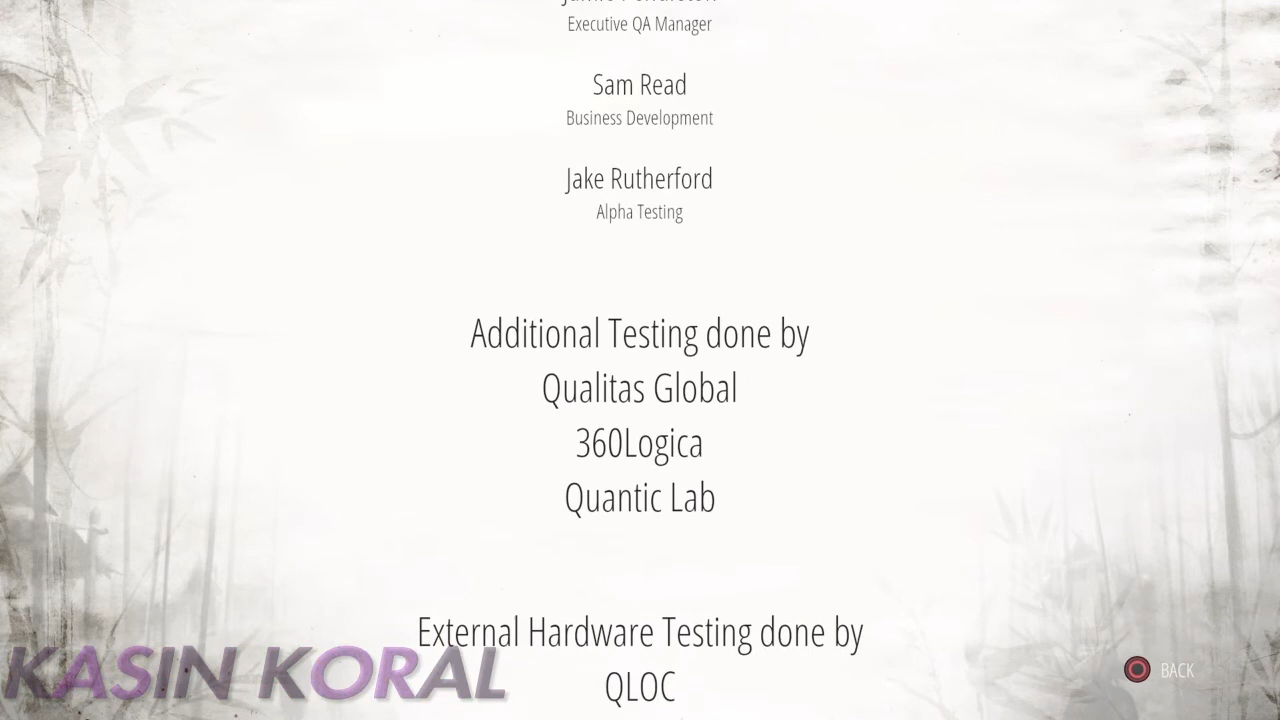 Executive QA Manager
Sam Read
Business Development
Jake Rutherford
Alpha Testing
Additional Testing done by
Qualitas Global
360Logica
Quantic Lab
External Hardware Testing done by
QLOC
KASIN KORAL
BACK